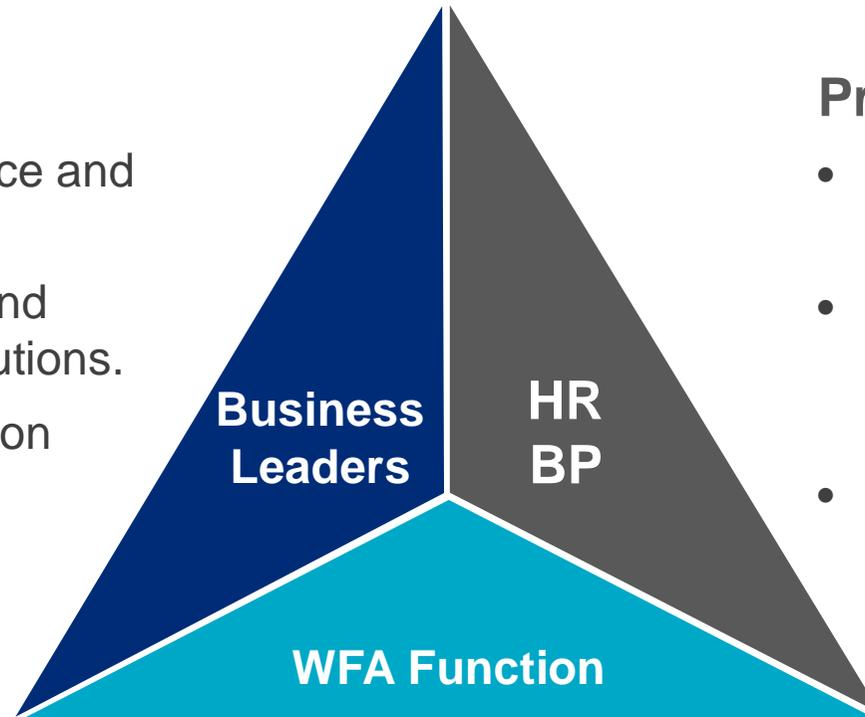 ce and
nd
utions.
on
Business
Leaders
HR
BP
WFA Function
Pr
•
•
•